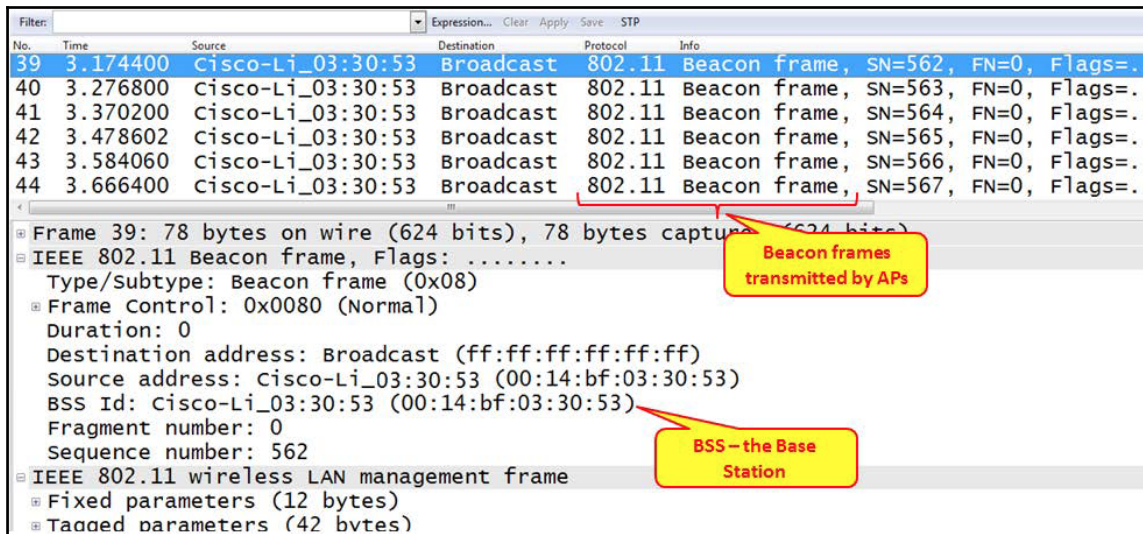 Filter: Expression... Clear Apply Save STP
No. Time Source Destination Protocol Info
39 3.174400 Cisco-Li_03:30:53 Broadcast 802.11 Beacon frame, SN=562, FN=0, Flags=.
40 3.276800 Cisco-Li_03:30:53 Broadcast 802.11 Beacon frame, SN=563, FN=0, Flags=.
41 3.370200 Cisco-Li_03:30:53 Broadcast 802.11 Beacon frame, SN=564, FN=0, Flags=.
42 3.478602 Cisco-Li_03:30:53 Broadcast 802.11 Beacon frame, SN=565, FN=0, Flags=.
43 3.584060 Cisco-Li_03:30:53 Broadcast 802.11 Beacon frame, SN=566, FN=0, Flags=.
44 3.666400 Cisco-Li_03:30:53 Broadcast 802.11 Beacon frame, SN=567, FN=0, Flags=.
Frame 39: 78 bytes on wire (624 bits), 78 bytes capture (624 bits)
Beacon frames
transmitted by APs
IEEE 802.11 Beacon frame, Flags: ........
Type/Subtype: Beacon frame (0x08)
Frame Control: 0x0080 (Normal)
Duration: 0
Destination address: Broadcast (ff:ff:ff:ff:ff:ff)
Source address: Cisco-Li_03:30:53 (00:14:bf:03:30:53)
BSS Id: Cisco-Li_03:30:53 (00:14:bf:03:30:53)
BSS – the Base
Station
Fragment number: 0
Sequence number: 562
IEEE 802.11 wireless LAN management frame
Fixed parameters (12 bytes)
Tagged parameters (42 bytes)